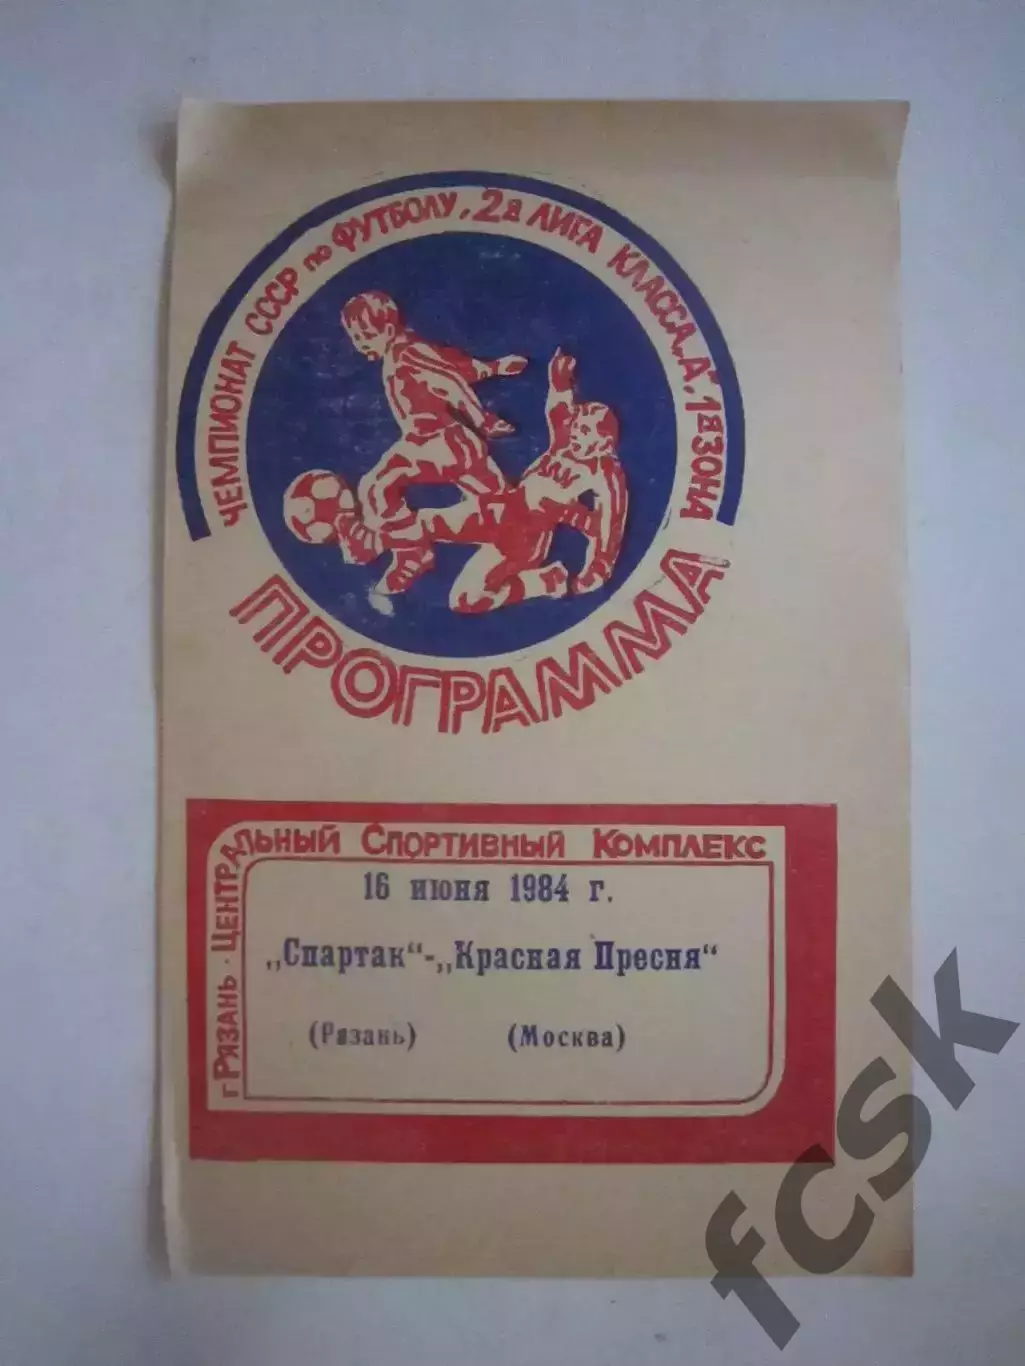 ЧЕМПИОНАТ СССР по ФУТБОЛУ, 2я ЛИГА КЛАССА „А", 1я ЗОНА
ПРОГРАММА
г РЯЗАНЬ · ЦЕНТРАЛЬНЫЙ СПОРТИВНЫЙ КОМПЛЕКС
16 июня 1984 г.
„Спартак“-„Красная Пресня“
(Рязань) (Москва)
fcsk